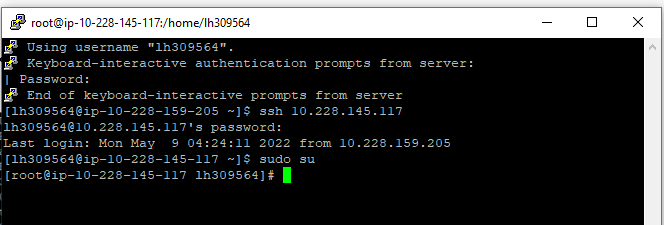 root@ip-10-228-145-117:/home/lh309564
Using username "lh309564".
Keyboard-interactive authentication prompts from server:
| Password:
End of keyboard-interactive prompts from server
[lh309564@ip-10-228-159-205 ~]$ ssh 10.228.145.117
lh309564@10.228.145.117's password:
Last login: Mon May  9 04:24:11 2022 from 10.228.159.205
[lh309564@ip-10-228-145-117 ~]$ sudo su
[root@ip-10-228-145-117 lh309564]#